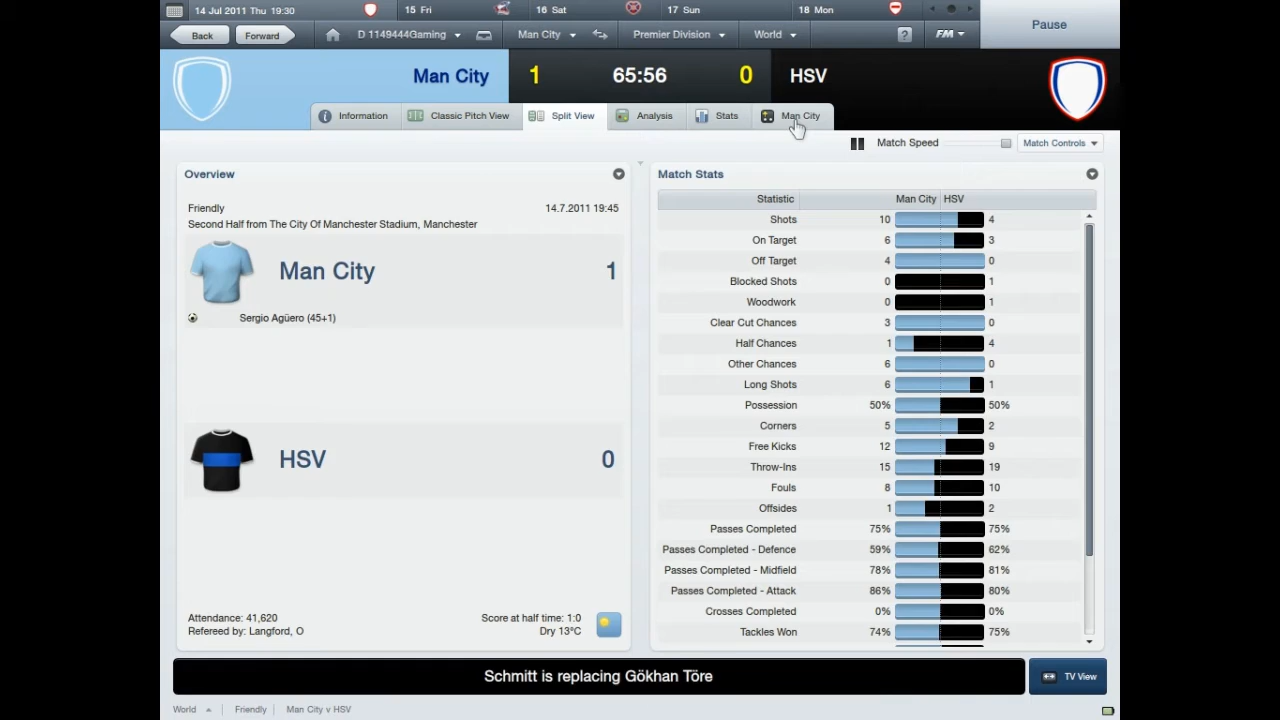 14 Jul 2011 Thu 19:30 15 Fri 16 Sat 17 Sun 18 Mon
Pause
Back Forward D 1149444Gaming Man City Premier Division World ? FM
Man City 1 65:56 0 HSV
Information Classic Pitch View Split View Analysis Stats Man City
Match Speed Match Controls
Overview
Friendly 14.7.2011 19:45
Second Half from The City Of Manchester Stadium, Manchester
Man City 1
Sergio Agüero (45+1)
HSV 0
Attendance: 41,620 Score at half time: 1:0
Refereed by: Langford, O Dry 13°C
Match Stats
Statistic Man City HSV
Shots 10 4
On Target 6 3
Off Target 4 0
Blocked Shots 0 1
Woodwork 0 1
Clear Cut Chances 3 0
Half Chances 1 4
Other Chances 6 0
Long Shots 6 1
Possession 50% 50%
Corners 5 2
Free Kicks 12 9
Throw-Ins 15 19
Fouls 8 10
Offsides 1 2
Passes Completed 75% 75%
Passes Completed - Defence 59% 62%
Passes Completed - Midfield 78% 81%
Passes Completed - Attack 86% 80%
Crosses Completed 0% 0%
Tackles Won 74% 75%
Schmitt is replacing Gökhan Töre
TV View
World Friendly Man City v HSV